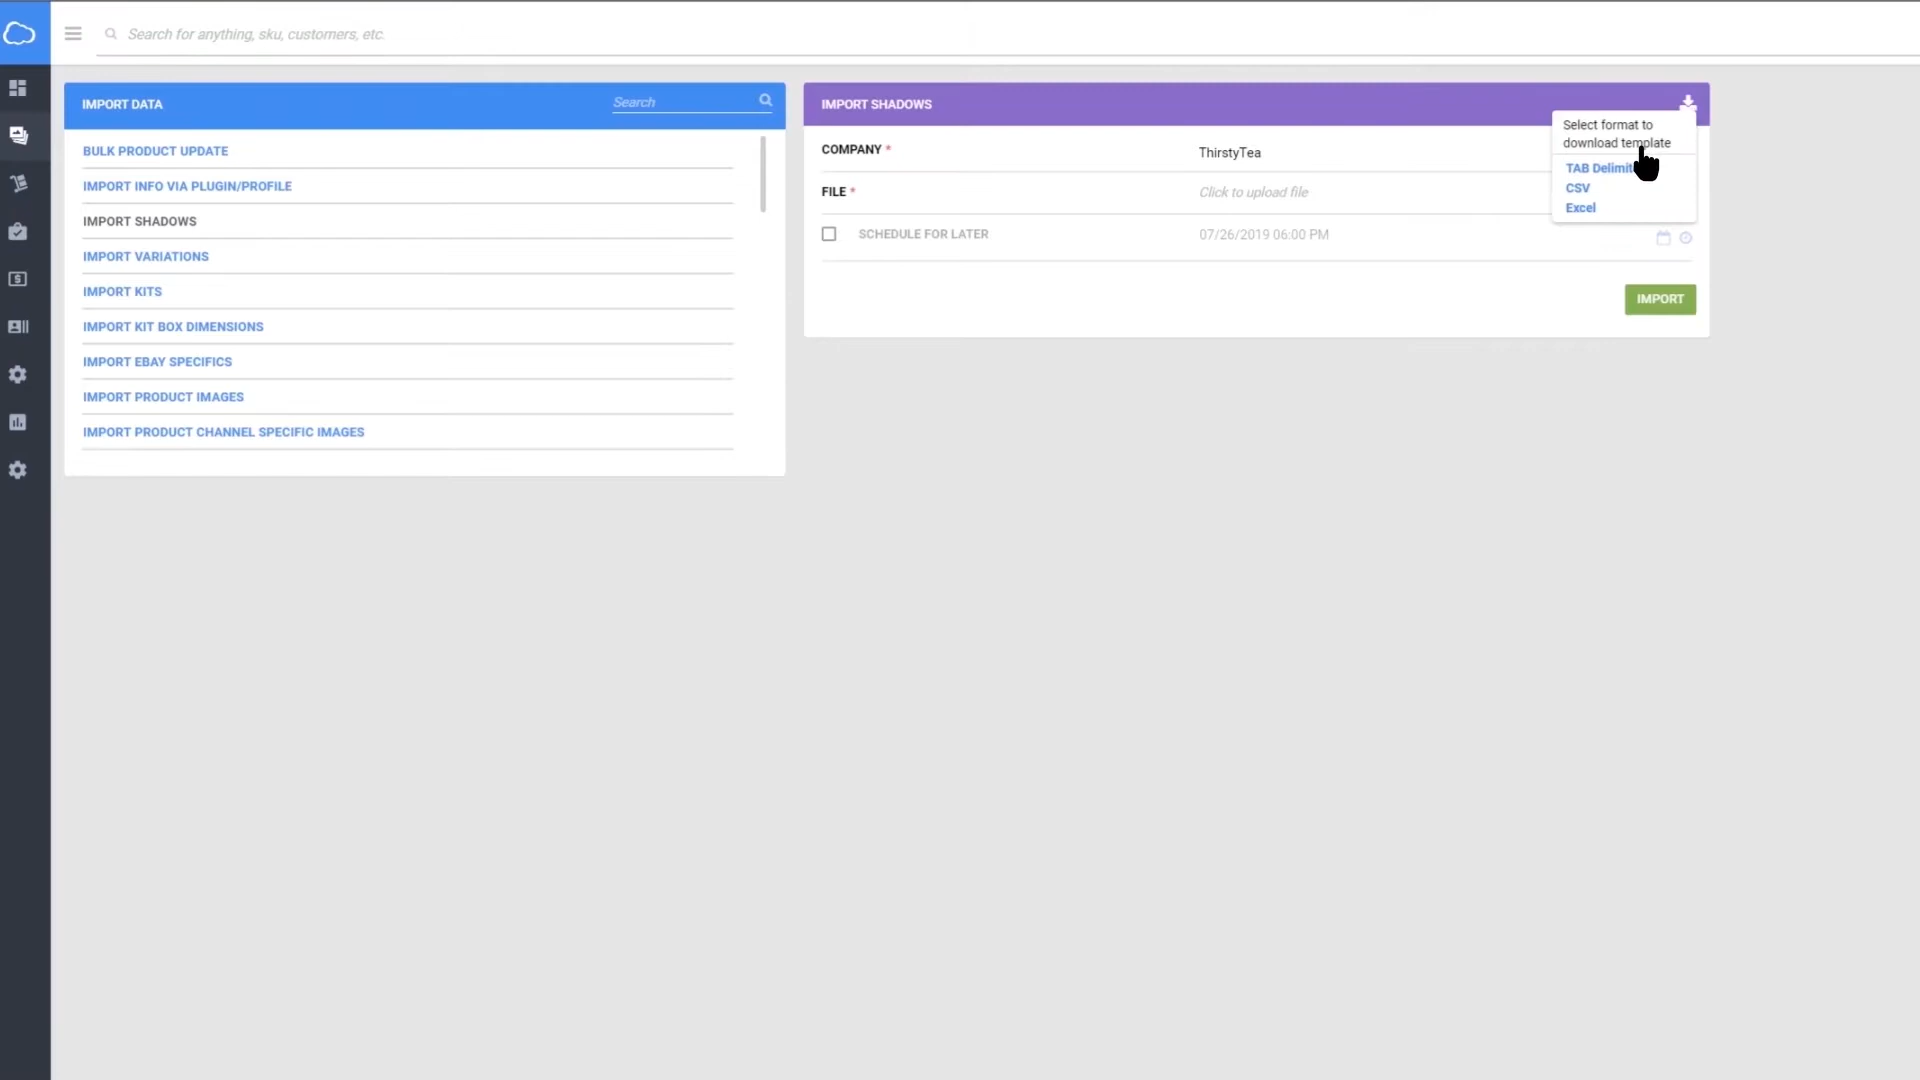 Search for anything, sku, customers, etc.
IMPORT DATA
Search
BULK PRODUCT UPDATE
IMPORT INFO VIA PLUGIN/PROFILE
IMPORT SHADOWS
IMPORT VARIATIONS
IMPORT KITS
IMPORT KIT BOX DIMENSIONS
IMPORT EBAY SPECIFICS
IMPORT PRODUCT IMAGES
IMPORT PRODUCT CHANNEL SPECIFIC IMAGES
IMPORT SHADOWS
COMPANY *
ThirstyTea
FILE *
Click to upload file
SCHEDULE FOR LATER
07/26/2019 06:00 PM
Select format to
download template
TAB
CSV
Excel
IMPORT